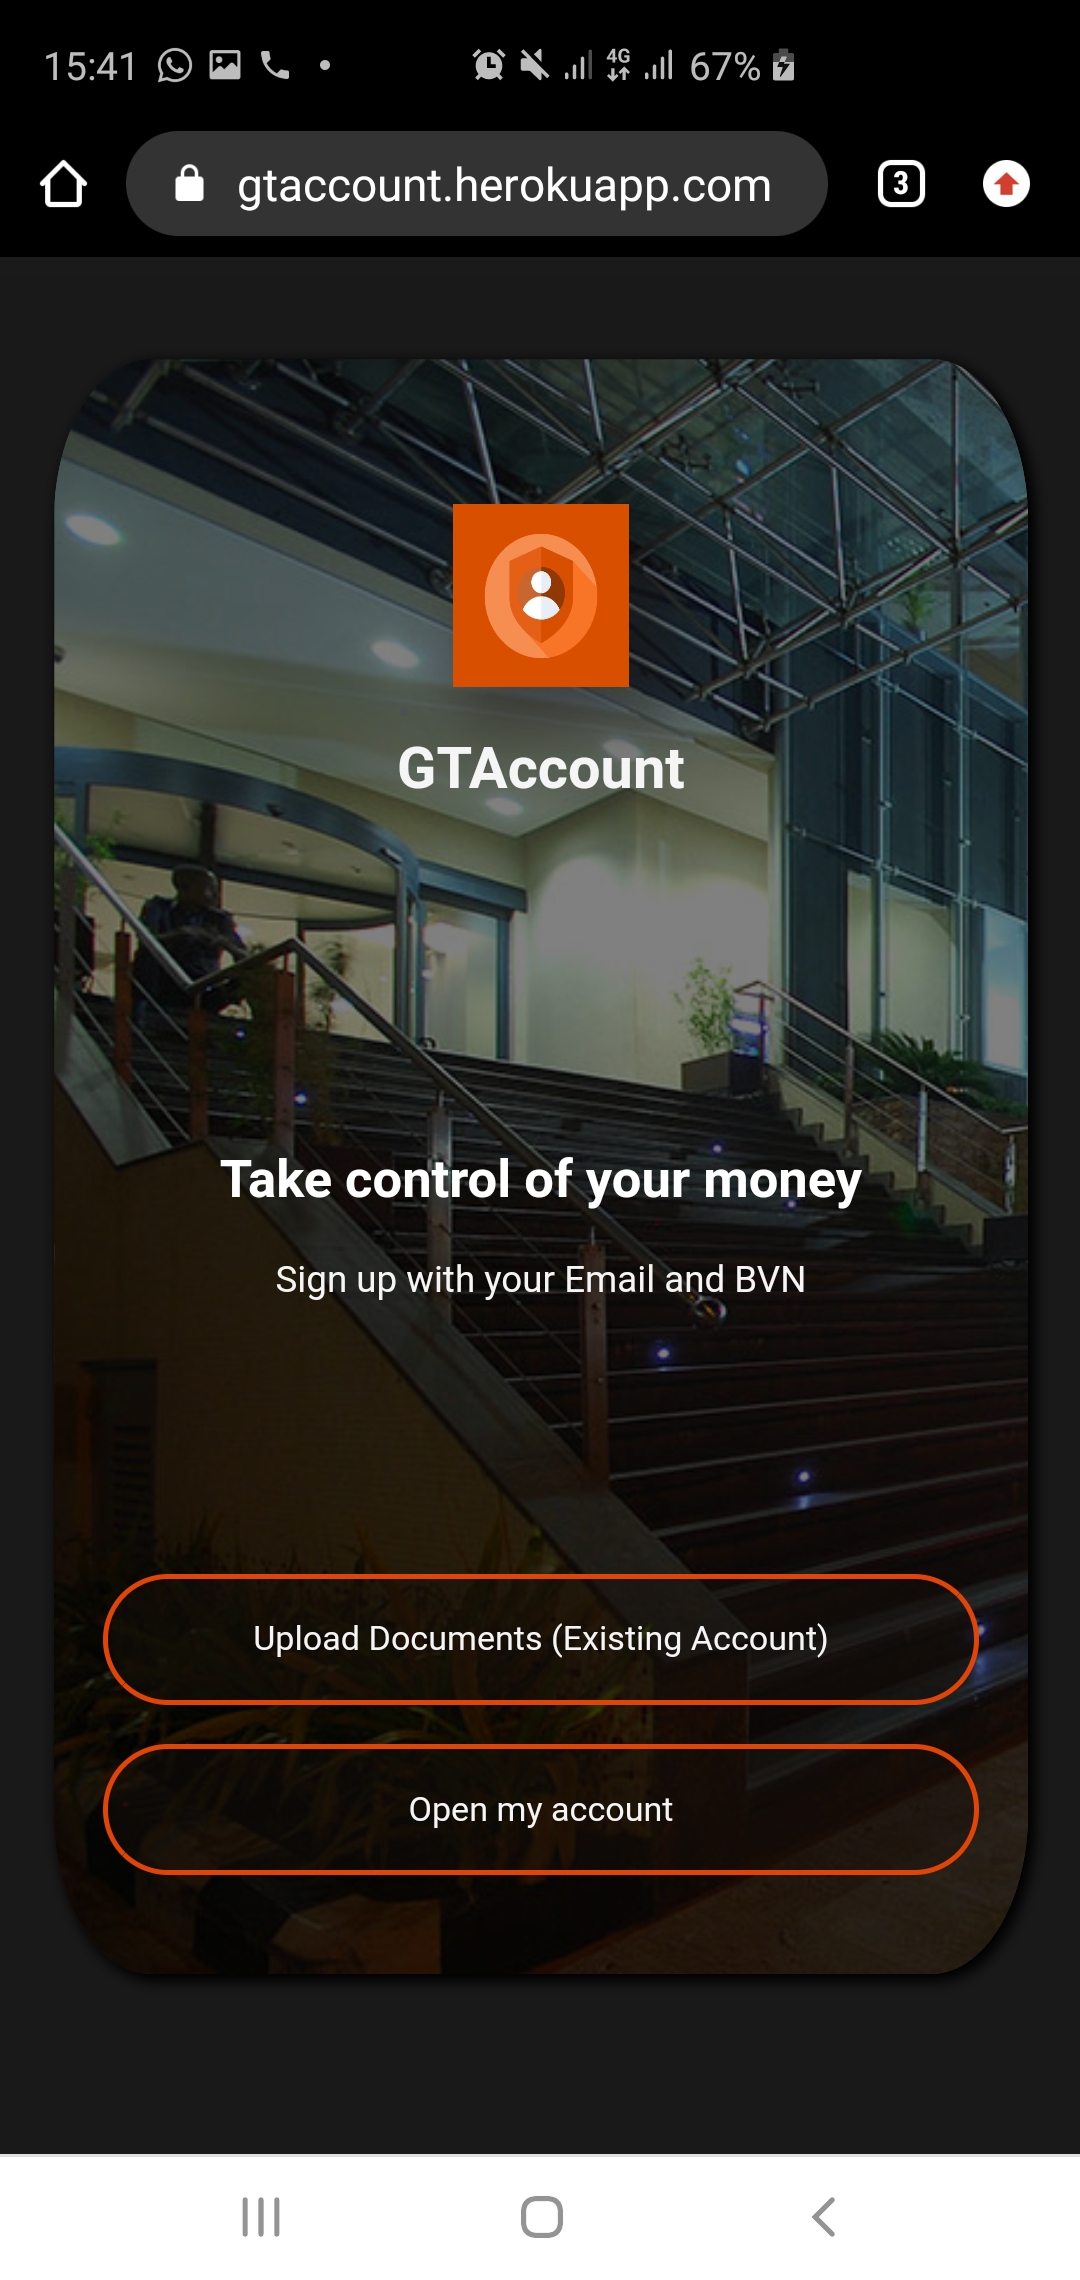 15:41
4G
67%
gtaccount.herokuapp.com
3
GTAccount
Take control of your money
Sign up with your Email and BVN
Upload Documents (Existing Account)
Open my account